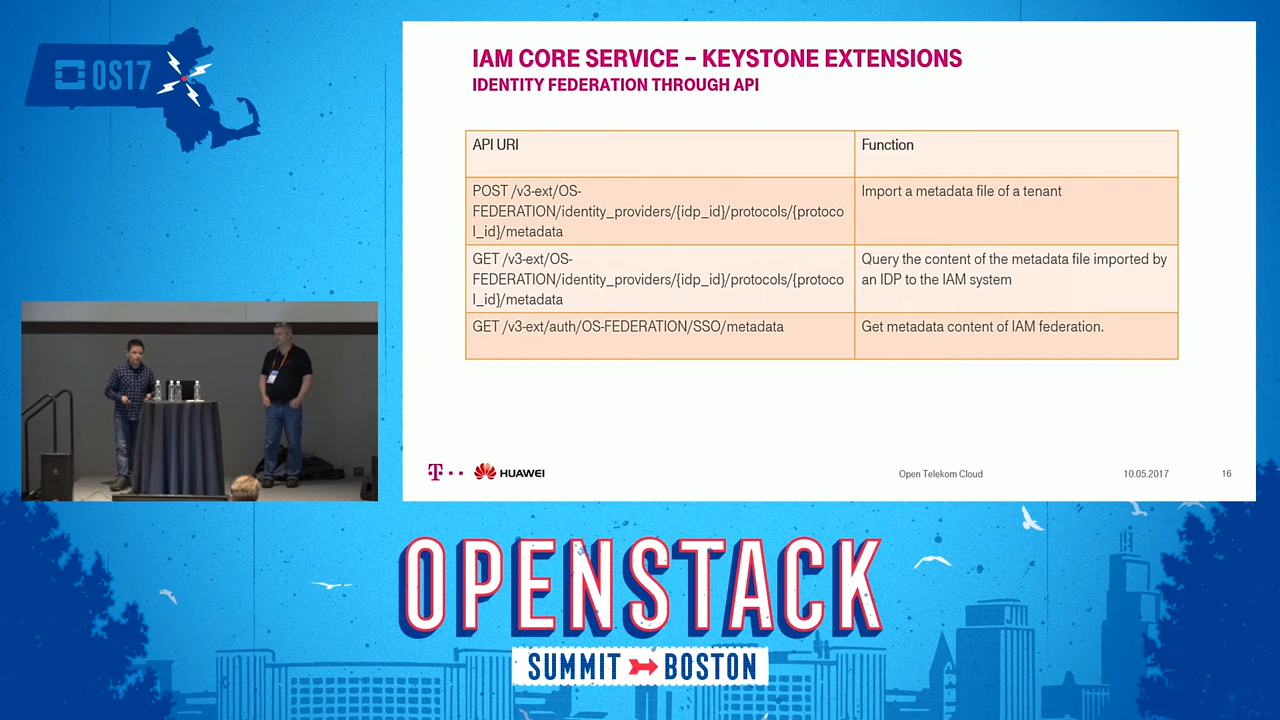 OS17
IAM CORE SERVICE – KEYSTONE EXTENSIONS
IDENTITY FEDERATION THROUGH API
API URI
Function
POST /v3-ext/OS-
FEDERATION/identity_providers/{idp_id}/protocols/{protoco
l_id}/metadata
Import a metadata file of a tenant
GET /v3-ext/OS-
FEDERATION/identity_providers/{idp_id}/protocols/{protoco
l_id}/metadata
Query the content of the metadata file imported by
an IDP to the IAM system
GET /v3-ext/auth/OS-FEDERATION/SSO/metadata
Get metadata content of IAM federation.
T
HUAWEI
Open Telekom Cloud
10.05.2017
16
OPENSTACK
SUMMIT BOSTON